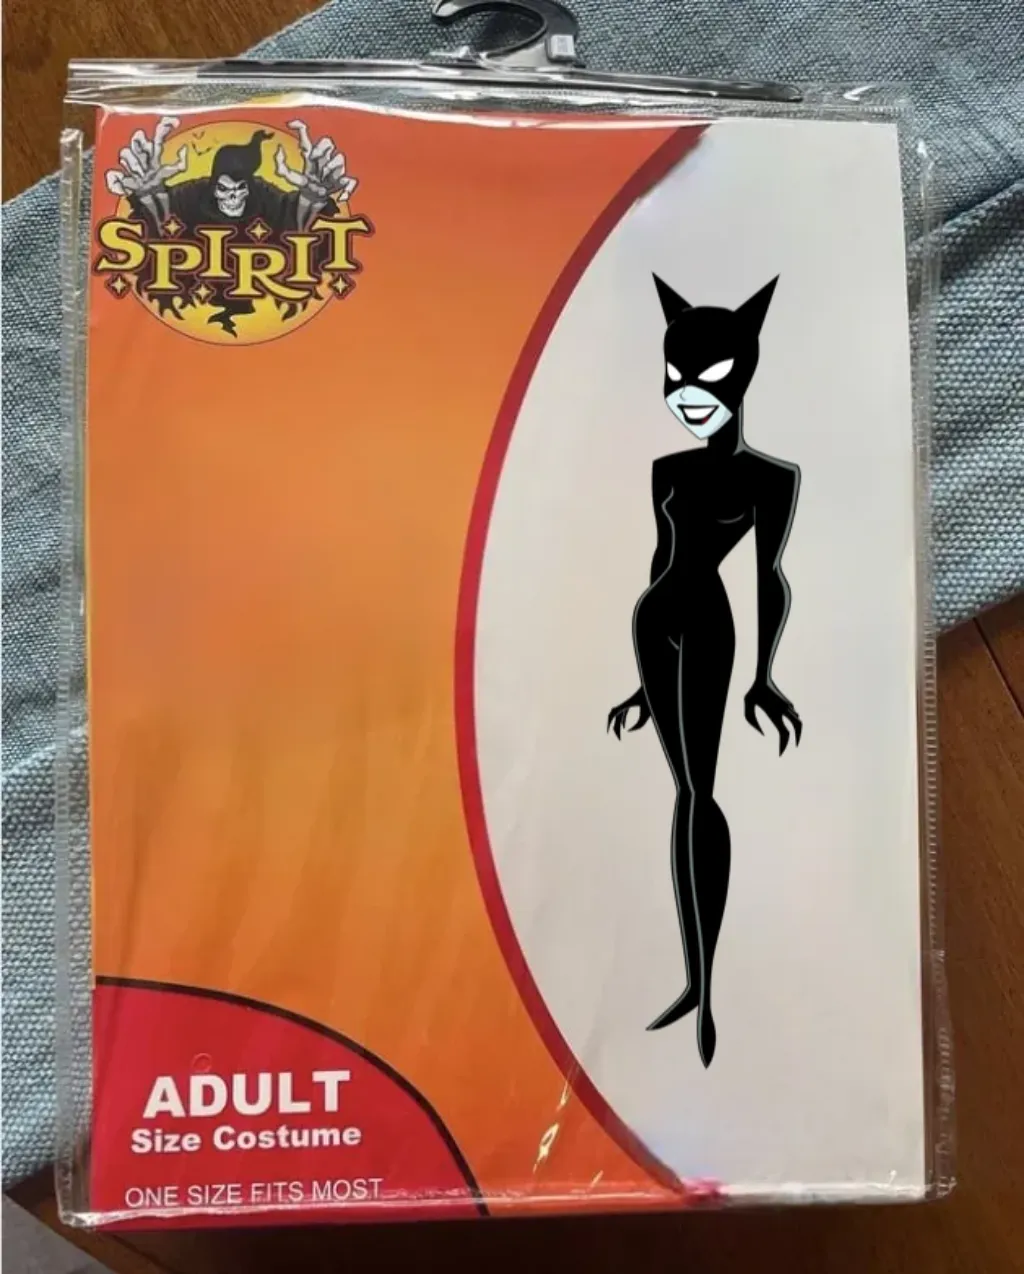 SPIRIT
ADULT
Size Costume
ONE SIZE FITS MOST